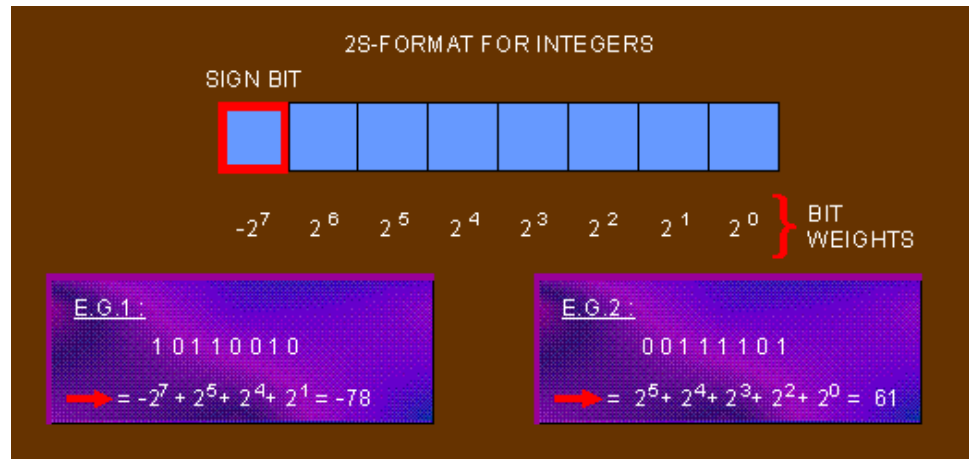 2S-FORMAT FOR INTEGERS
SIGN BIT
-2⁷ 2⁶ 2⁵ 2⁴ 2³ 2² 2¹ 2⁰ } BIT
WEIGHTS
E.G.1 :
1 0 1 1 0 0 1 0
= -2⁷ + 2⁵+ 2⁴+ 2¹ = -78
E.G.2 :
0 0 1 1 1 1 0 1
= 2⁵+ 2⁴+ 2³+ 2²+ 2⁰ = 61